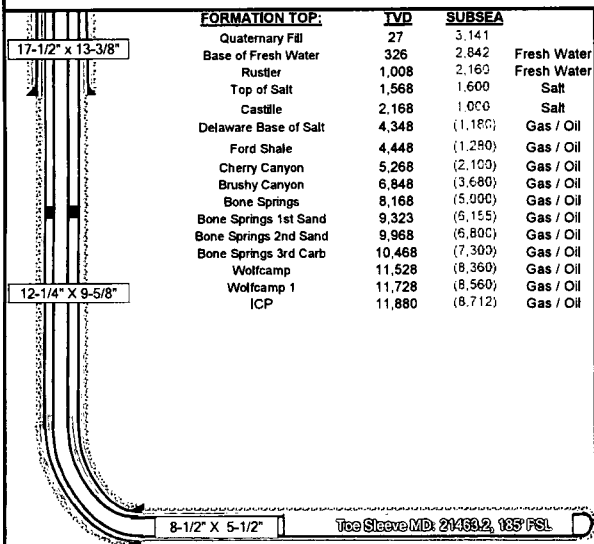 FORMATION TOP: TVD SUBSEA
Quaternary Fill 27 3,141
Base of Fresh Water 326 2,842 Fresh Water
Rustler 1,008 2,160 Fresh Water
Top of Salt 1,568 1,600 Salt
Castille 2,168 1,000 Salt
Delaware Base of Salt 4,348 (1,180) Gas / Oil
Ford Shale 4,448 (1,280) Gas / Oil
Cherry Canyon 5,268 (2,100) Gas / Oil
Brushy Canyon 6,848 (3,680) Gas / Oil
Bone Springs 8,168 (5,000) Gas / Oil
Bone Springs 1st Sand 9,323 (6,155) Gas / Oil
Bone Springs 2nd Sand 9,968 (6,800) Gas / Oil
Bone Springs 3rd Carb 10,468 (7,300) Gas / Oil
Wolfcamp 11,528 (8,360) Gas / Oil
Wolfcamp 1 11,728 (8,560) Gas / Oil
ICP 11,880 (8,712) Gas / Oil
17-1/2" x 13-3/8"
12-1/4" X 9-5/8"
8-1/2" X 5-1/2"
Toe Sleeve MD: 21463.2, 185' FSL